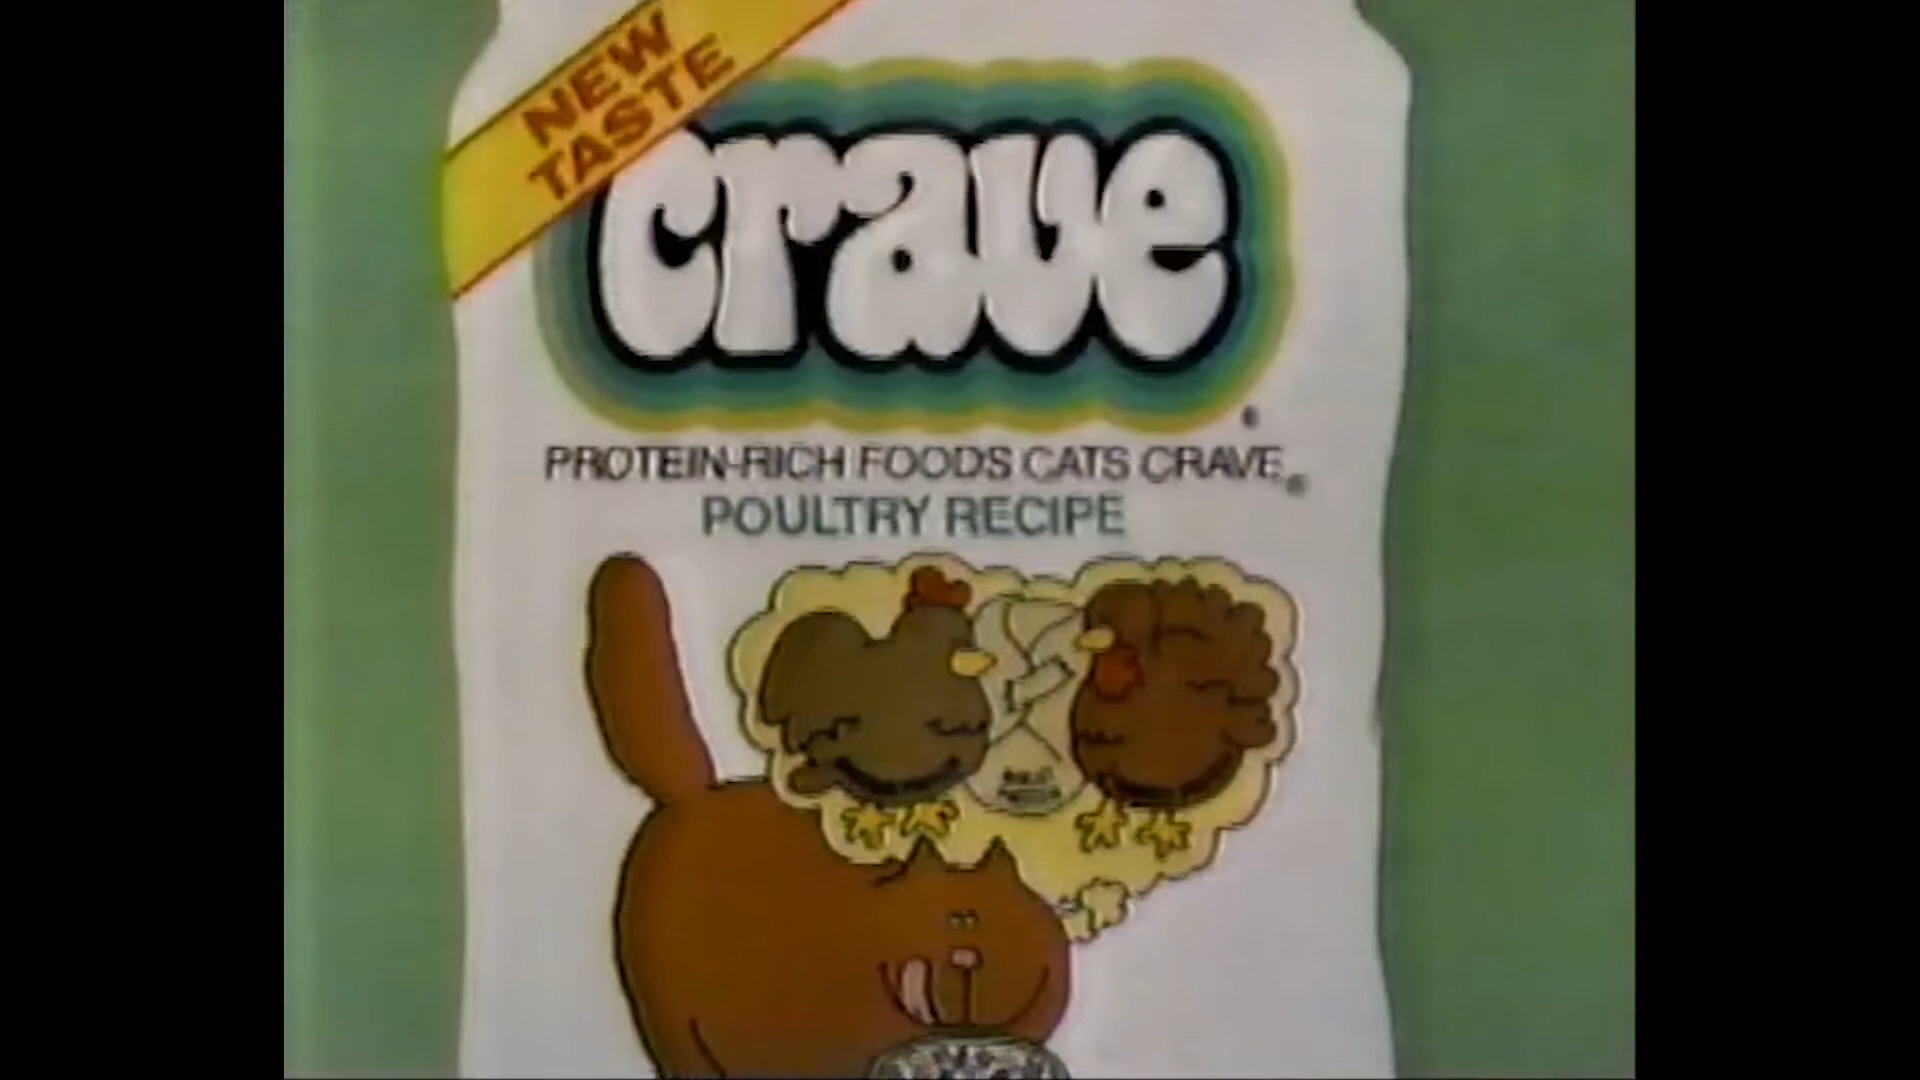 NEW
TASTE
crave
®
PROTEIN-RICH FOODS CATS CRAVE®
POULTRY RECIPE